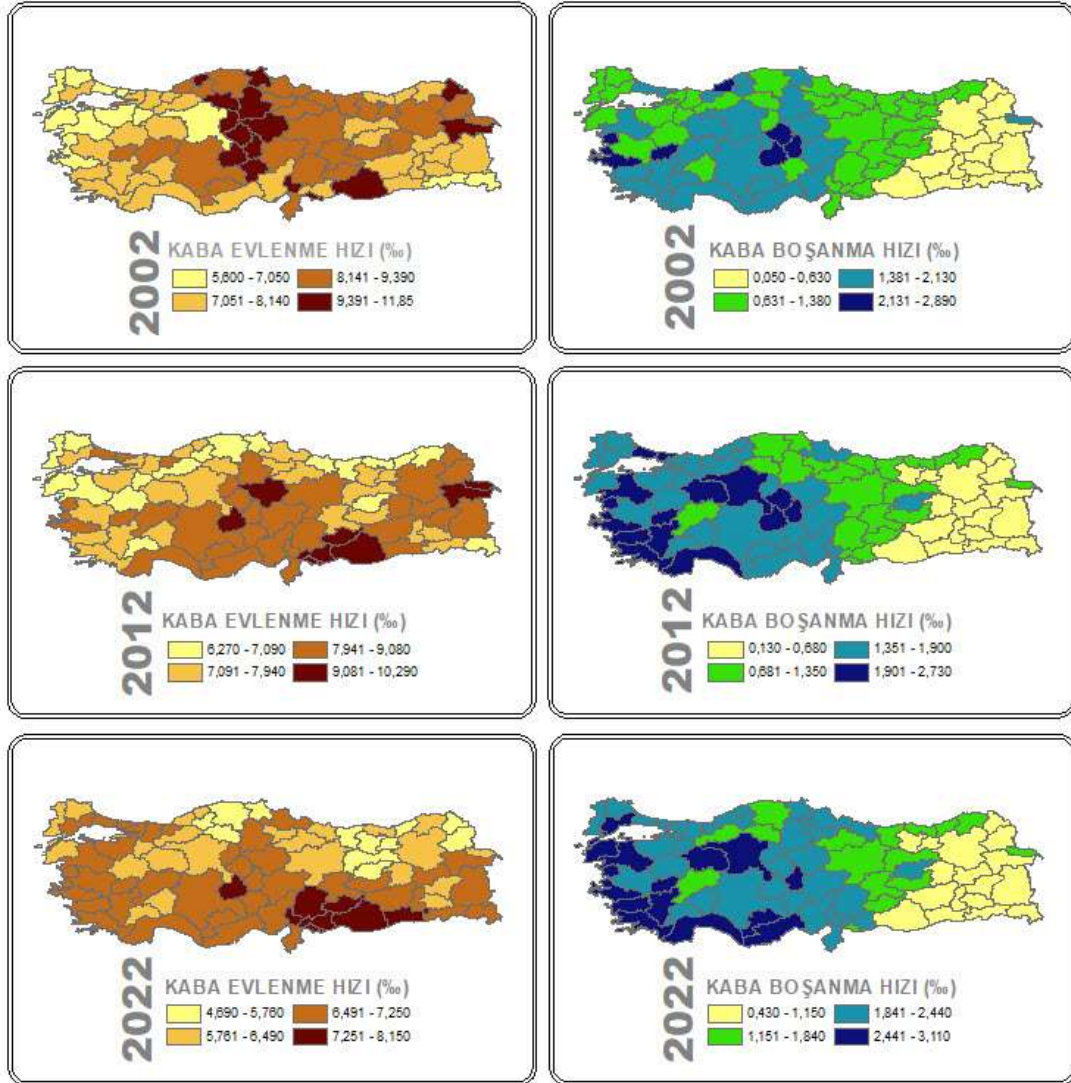 2002
KABA EVLENME HIZI (‰)
5,600 - 7,050 8,141 - 9,390
7,051 - 8,140 9,391 - 11,85
2002
KABA BOŞANMA HIZI (‰)
0,050 - 0,630 1,381 - 2,130
0,631 - 1,380 2,131 - 2,890
2012
KABA EVLENME HIZI (‰)
6,270 - 7,090 7,941 - 9,080
7,091 - 7,940 9,081 - 10,290
2012
KABA BOŞANMA HIZI (‰)
0,130 - 0,680 1,351 - 1,900
0,681 - 1,350 1,901 - 2,730
2022
KABA EVLENME HIZI (‰)
4,690 - 5,760 6,491 - 7,250
5,761 - 6,490 7,251 - 8,150
2022
KABA BOŞANMA HIZI (‰)
0,430 - 1,150 1,841 - 2,440
1,151 - 1,840 2,441 - 3,110